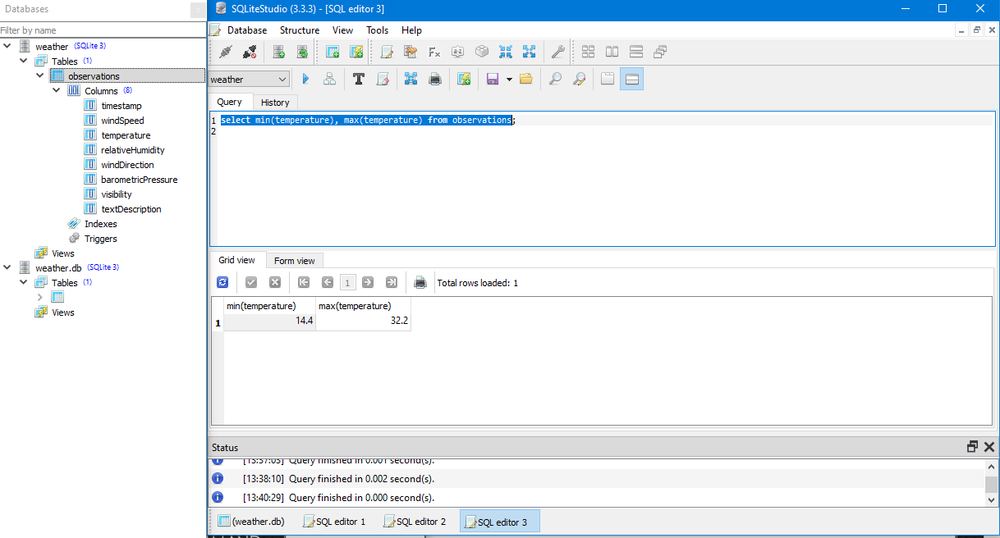 Databases
Filter by name
weather (SQLite 3)
Tables (1)
observations
Columns (8)
timestamp
windSpeed
temperature
relativeHumidity
windDirection
barometricPressure
visibility
textDescription
Indexes
Triggers
Views
weather.db (SQLite 3)
Tables (1)
Views
SQLiteStudio (3.3.3) - [SQL editor 3]
Database Structure View Tools Help
weather
Query History
1 select min(temperature), max(temperature) from observations;
2
Grid view Form view
1 Total rows loaded: 1
min(temperature) max(temperature)
1 14.4 32.2
Status
[13:37:03] Query finished in 0.001 second(s).
[13:38:10] Query finished in 0.002 second(s).
[13:40:29] Query finished in 0.000 second(s).
(weather.db) SQL editor 1 SQL editor 2 SQL editor 3